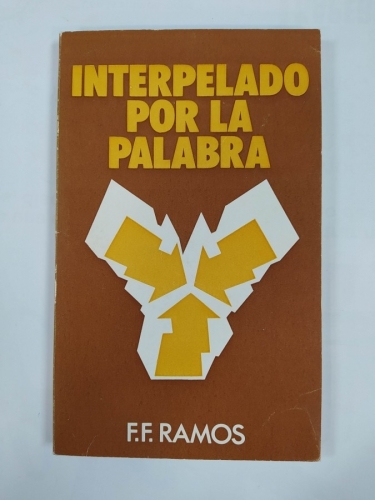 INTERPELADO
POR LA
PALABRA
F.F. RAMOS